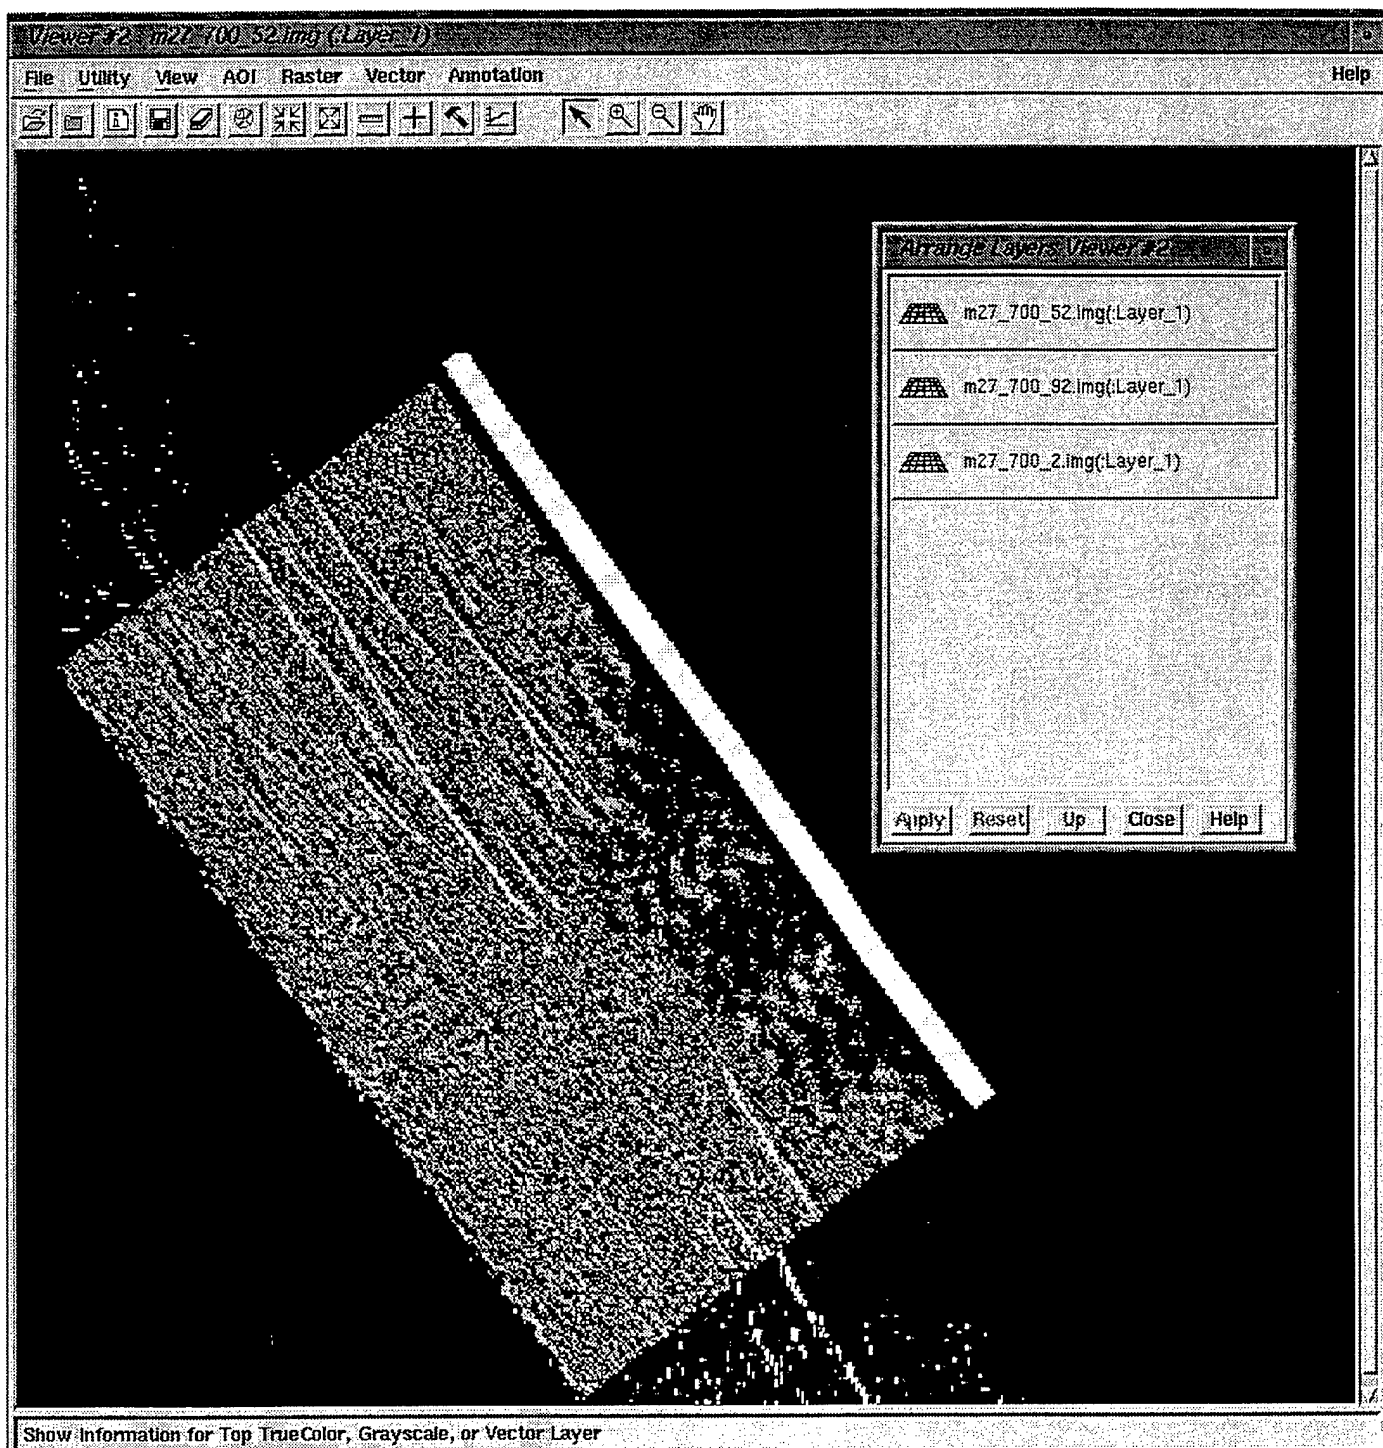 Viewer #2 m27_700_52.img (:Layer_1)
File Utility View AOI Raster Vector Annotation Help
Arrange Layers Viewer #2
m27_700_52.img(:Layer_1)
m27_700_92.img(:Layer_1)
m27_700_2.img(:Layer_1)
Apply Reset Up Close Help
Show Information for Top TrueColor, Grayscale, or Vector Layer